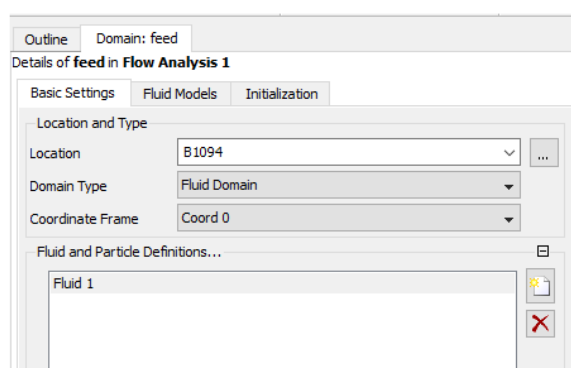 Outline Domain: feed
Details of feed in Flow Analysis 1
Basic Settings Fluid Models Initialization
Location and Type
Location B1094 ...
Domain Type Fluid Domain
Coordinate Frame Coord 0
Fluid and Particle Definitions...
Fluid 1